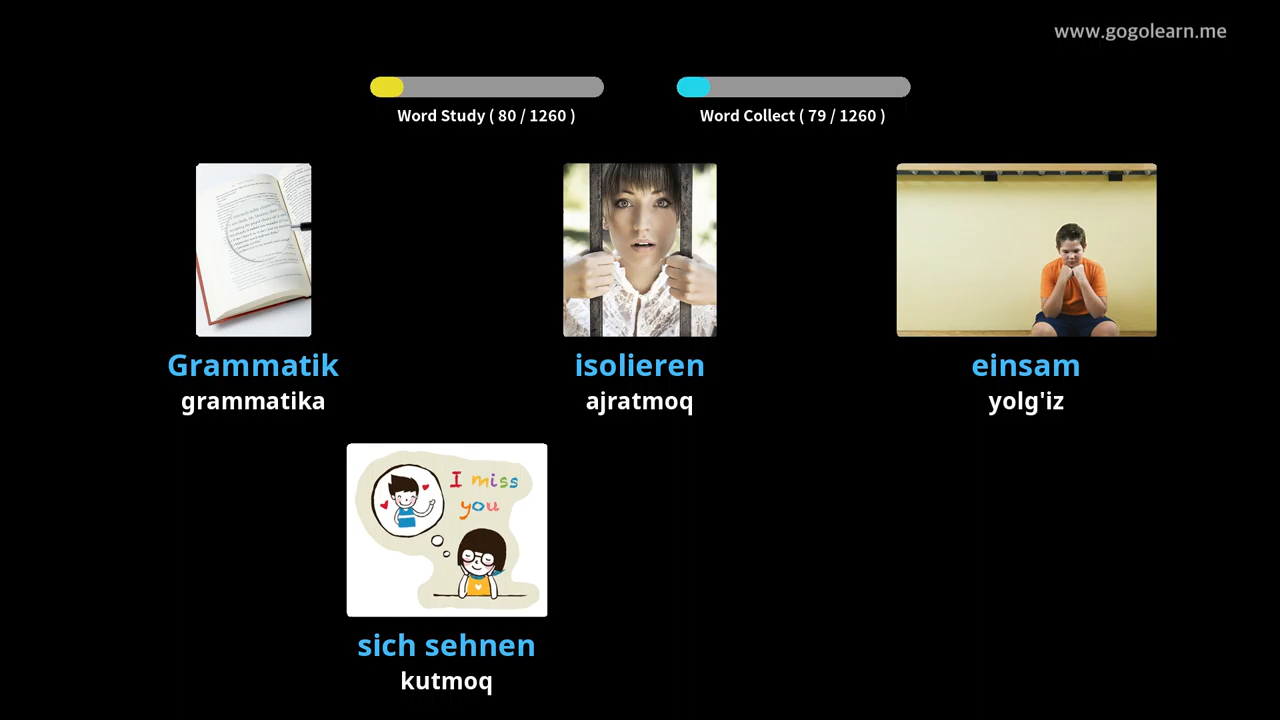 www.gogolearn.me
Word Study ( 80 / 1260 )
Word Collect ( 79 / 1260 )
Grammatik
grammatika
isolieren
ajratmoq
einsam
yolg'iz
I miss
you
sich sehnen
kutmoq